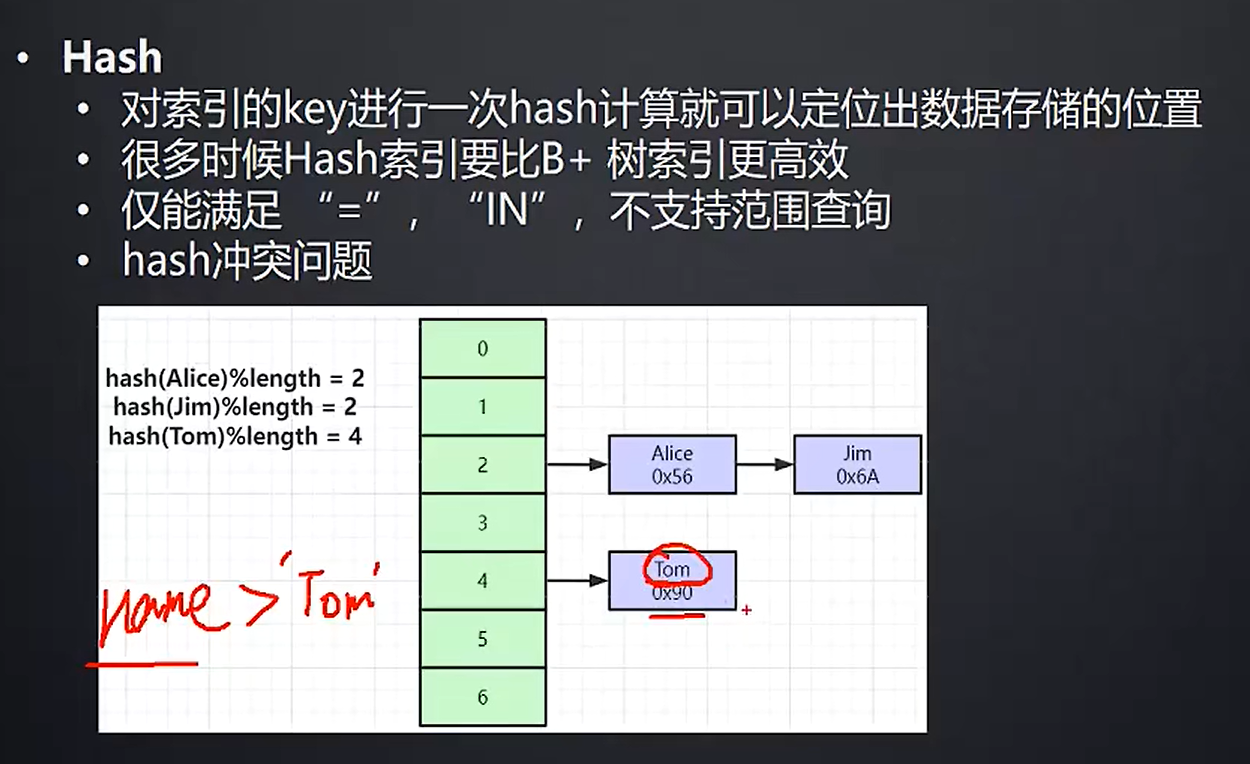 • Hash
• 对索引的key进行一次hash计算就可以定位出数据存储的位置
• 很多时候Hash索引要比B+ 树索引更高效
• 仅能满足 “=”，“IN”，不支持范围查询
• hash冲突问题
hash(Alice)%length = 2
hash(Jim)%length = 2
hash(Tom)%length = 4
0
1
2
Alice
0x56
Jim
0x6A
3
4
Tom
0x90
5
6
name > 'Tom'